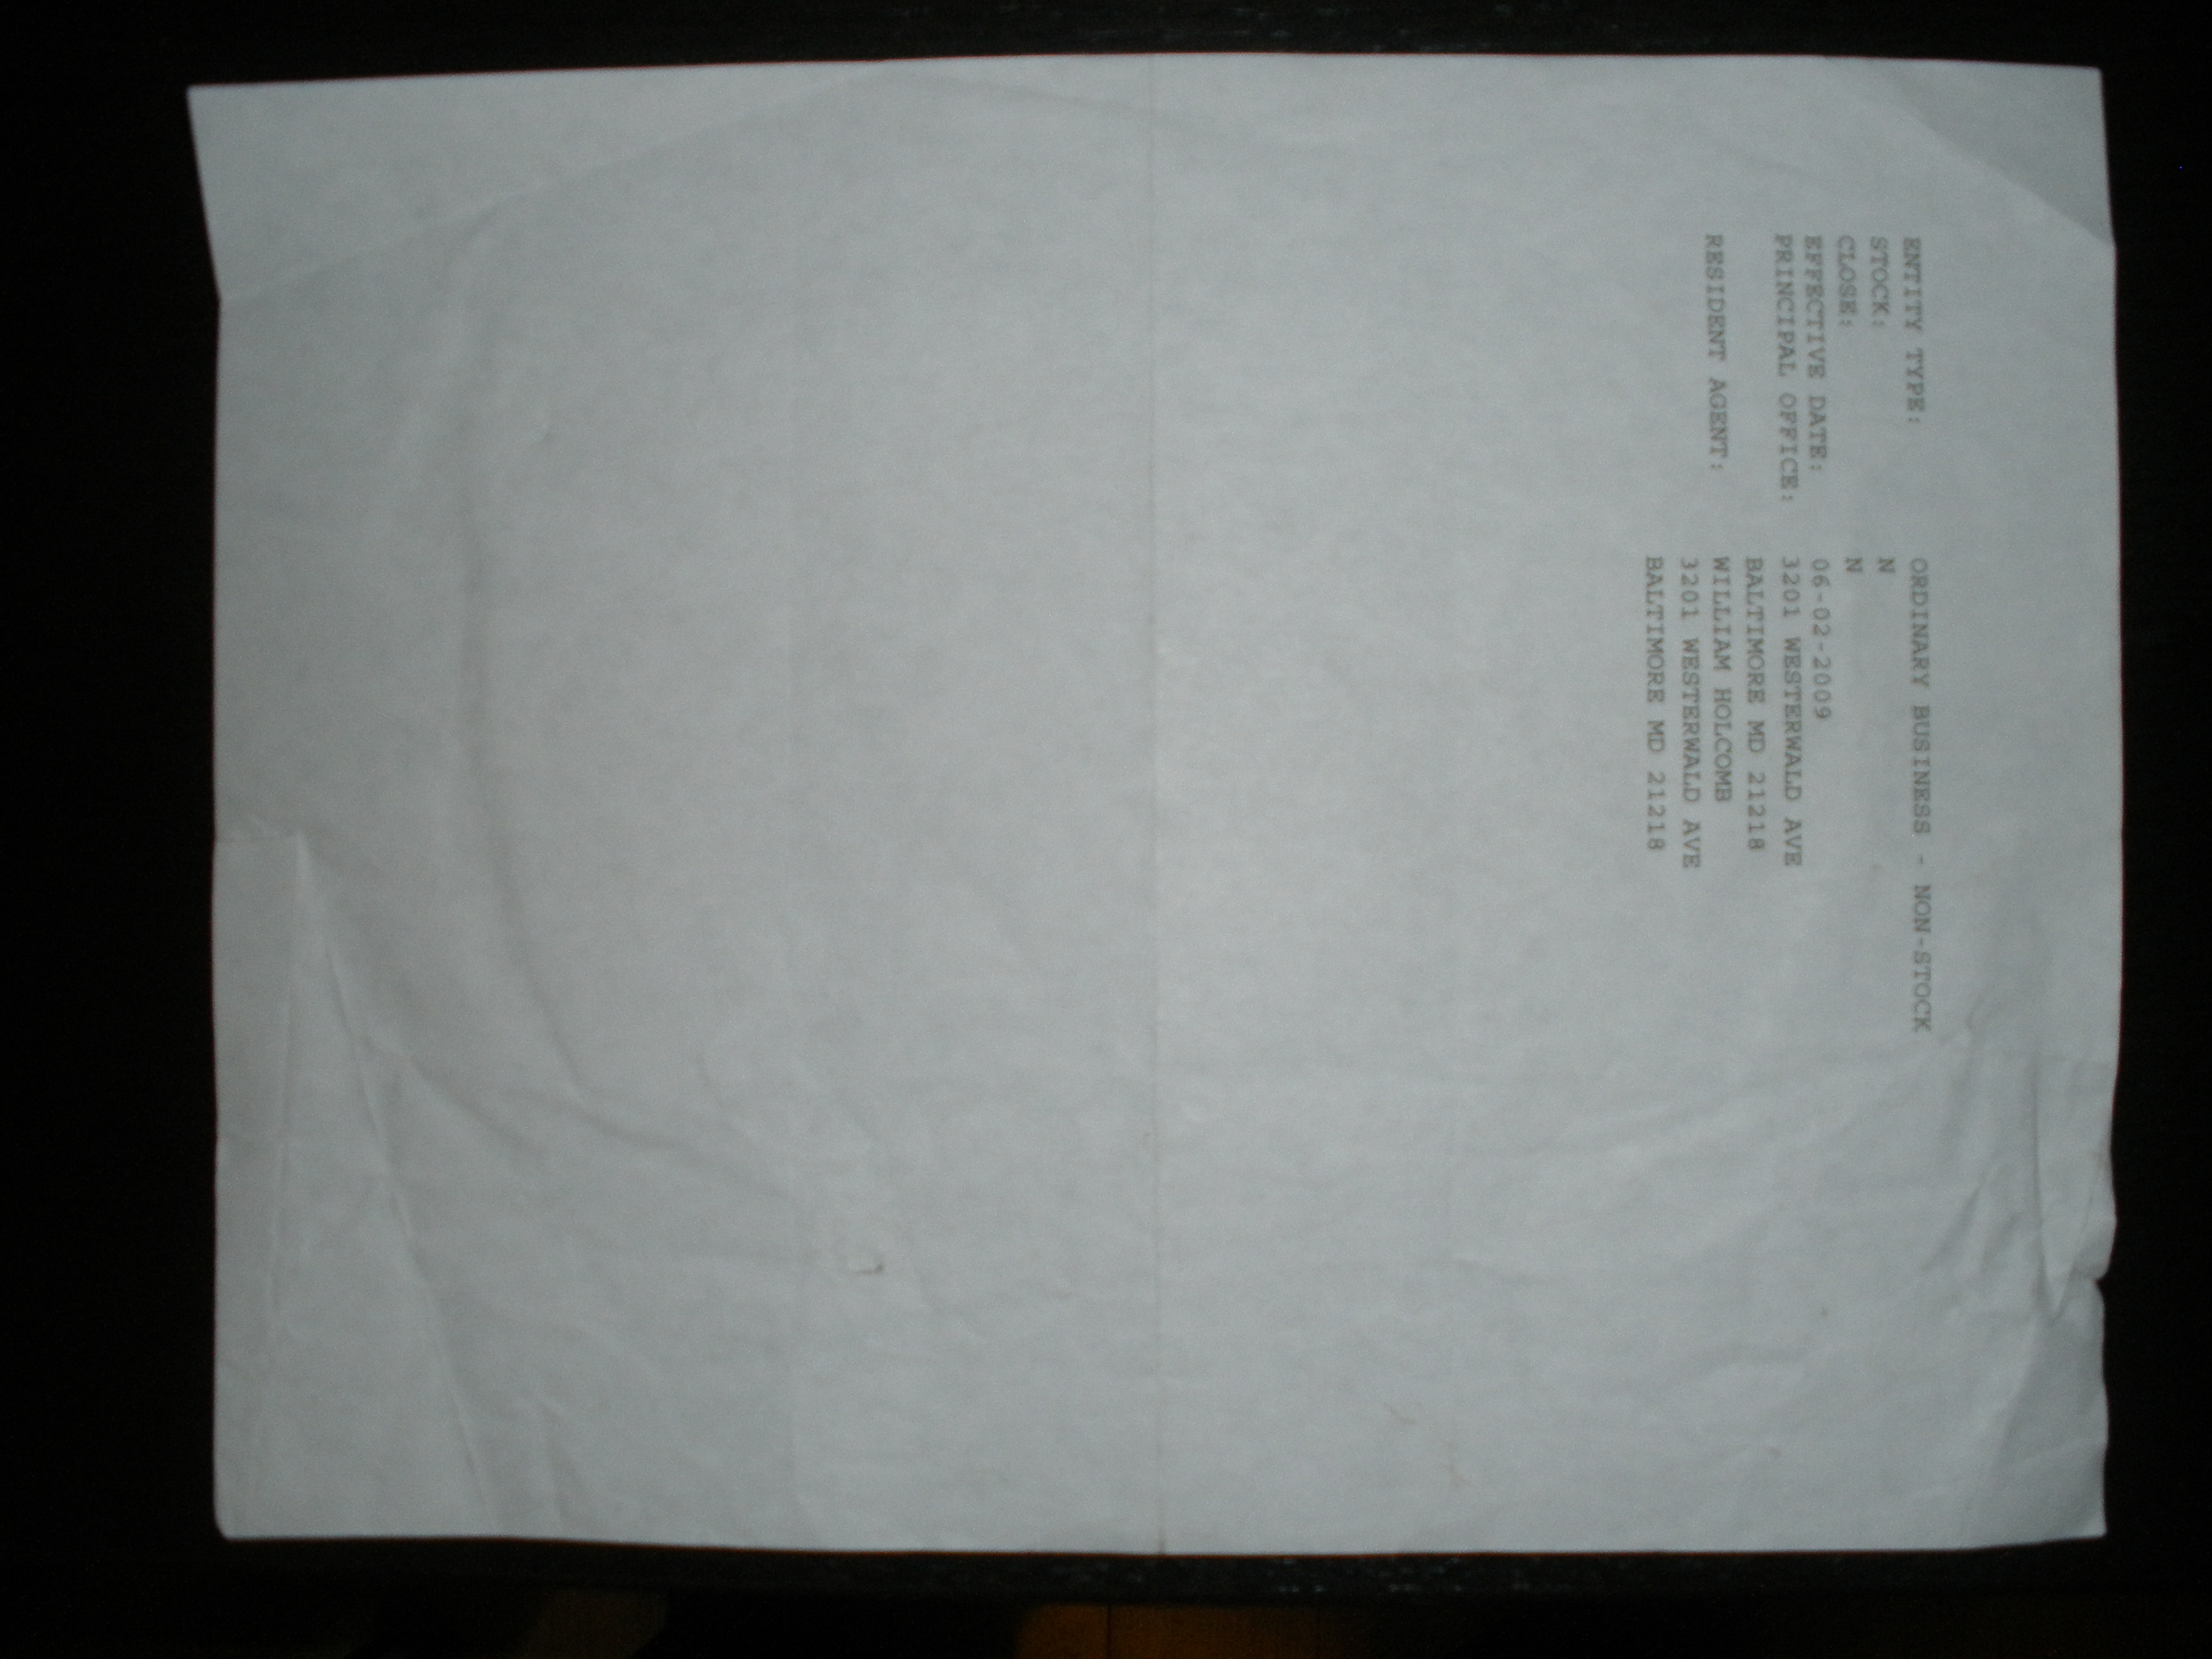 ENTITY TYPE: ORDINARY BUSINESS - NON-STOCK
STOCK: N
CLOSE: N
EFFECTIVE DATE: 06-02-2009
PRINCIPAL OFFICE: 3201 WESTERWALD AVE
BALTIMORE MD 21218
RESIDENT AGENT: WILLIAM HOLCOMB
3201 WESTERWALD AVE
BALTIMORE MD 21218